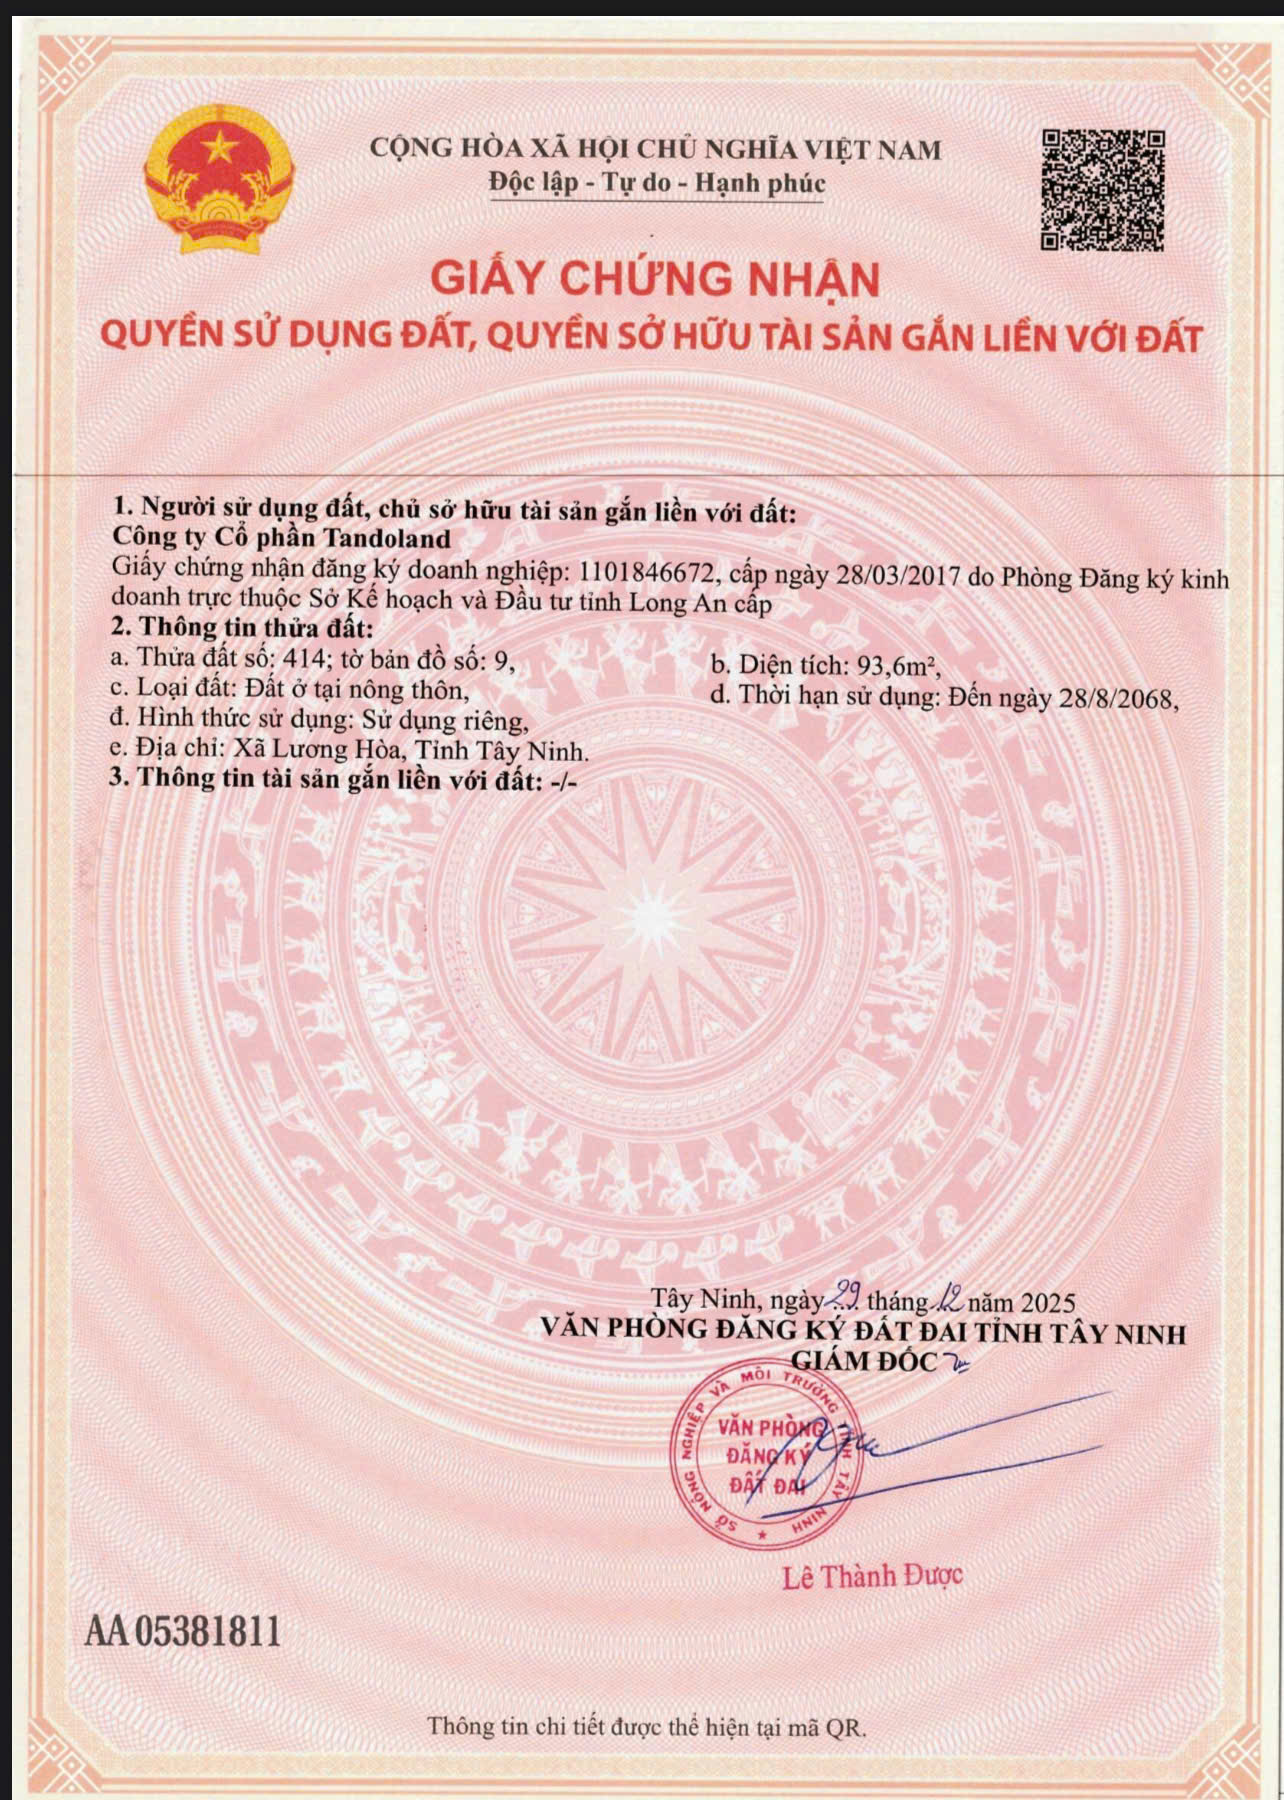 CỘNG HÒA XÃ HỘI CHỦ NGHĨA VIỆT NAM
Độc lập - Tự do - Hạnh phúc
GIẤY CHỨNG NHẬN
QUYỀN SỬ DỤNG ĐẤT, QUYỀN SỞ HỮU TÀI SẢN GẮN LIỀN VỚI ĐẤT
1. Người sử dụng đất, chủ sở hữu tài sản gắn liền với đất:
Công ty Cổ phần Tandoland
Giấy chứng nhận đăng ký doanh nghiệp: 1101846672, cấp ngày 28/03/2017 do Phòng Đăng ký kinh
doanh trực thuộc Sở Kế hoạch và Đầu tư tỉnh Long An cấp
2. Thông tin thửa đất:
a. Thửa đất số: 414; tờ bản đồ số: 9,
b. Diện tích: 93,6m²,
c. Loại đất: Đất ở tại nông thôn,
d. Thời hạn sử dụng: Đến ngày 28/8/2068,
đ. Hình thức sử dụng: Sử dụng riêng,
e. Địa chỉ: Xã Lương Hòa, Tỉnh Tây Ninh.
3. Thông tin tài sản gắn liền với đất: -/-
Tây Ninh, ngày 29 tháng 12 năm 2025
VĂN PHÒNG ĐĂNG KÝ ĐẤT ĐAI TỈNH TÂY NINH
GIÁM ĐỐC
SỞ NÔNG NGHIỆP VÀ MÔI TRƯỜNG TỈNH TÂY NINH
VĂN PHÒNG
ĐĂNG KÝ
ĐẤT ĐAI
Lê Thành Được
AA 05381811
Thông tin chi tiết được thể hiện tại mã QR.